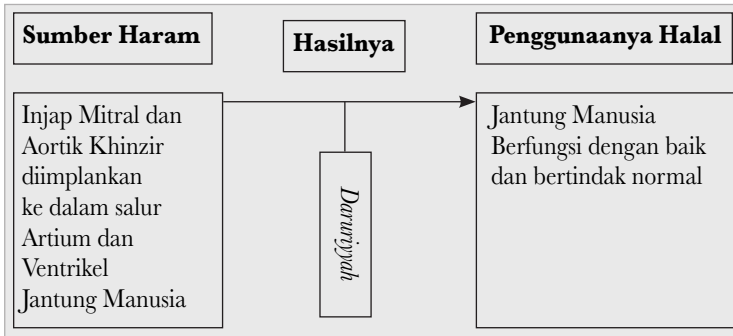 Sumber Haram
Hasilnya
Penggunaanya Halal
Injap Mitral dan
Aortik Khinzir
diimplankan
ke dalam salur
Artium dan
Ventrikel
Jantung Manusia
Daruriyyah
Jantung Manusia
Berfungsi dengan baik
dan bertindak normal